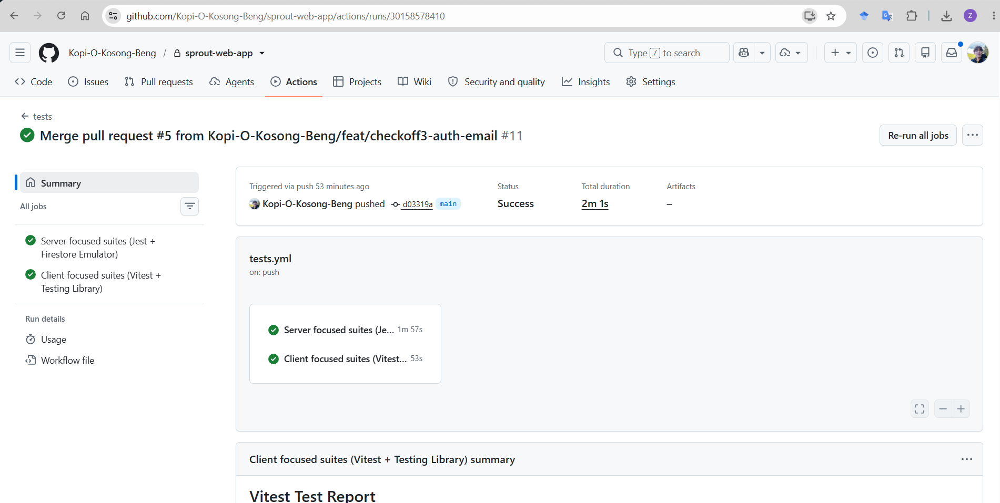 github.com/Kopi-O-Kosong-Beng/sprout-web-app/actions/runs/30158578410
Z
Kopi-O-Kosong-Beng / sprout-web-app
Type / to search
Code Issues Pull requests Agents Actions Projects Wiki Security and quality Insights Settings
tests
Merge pull request #5 from Kopi-O-Kosong-Beng/feat/checkoff3-auth-email #11
Re-run all jobs
Summary
All jobs
Server focused suites (Jest +
Firestore Emulator)
Client focused suites (Vitest +
Testing Library)
Run details
Usage
Workflow file
Triggered via push 53 minutes ago
Kopi-O-Kosong-Beng pushed d03319a main
Status
Success
Total duration
2m 1s
Artifacts
–
tests.yml
on: push
Server focused suites (Je... 1m 57s
Client focused suites (Vitest... 53s
Client focused suites (Vitest + Testing Library) summary
Vitest Test Report